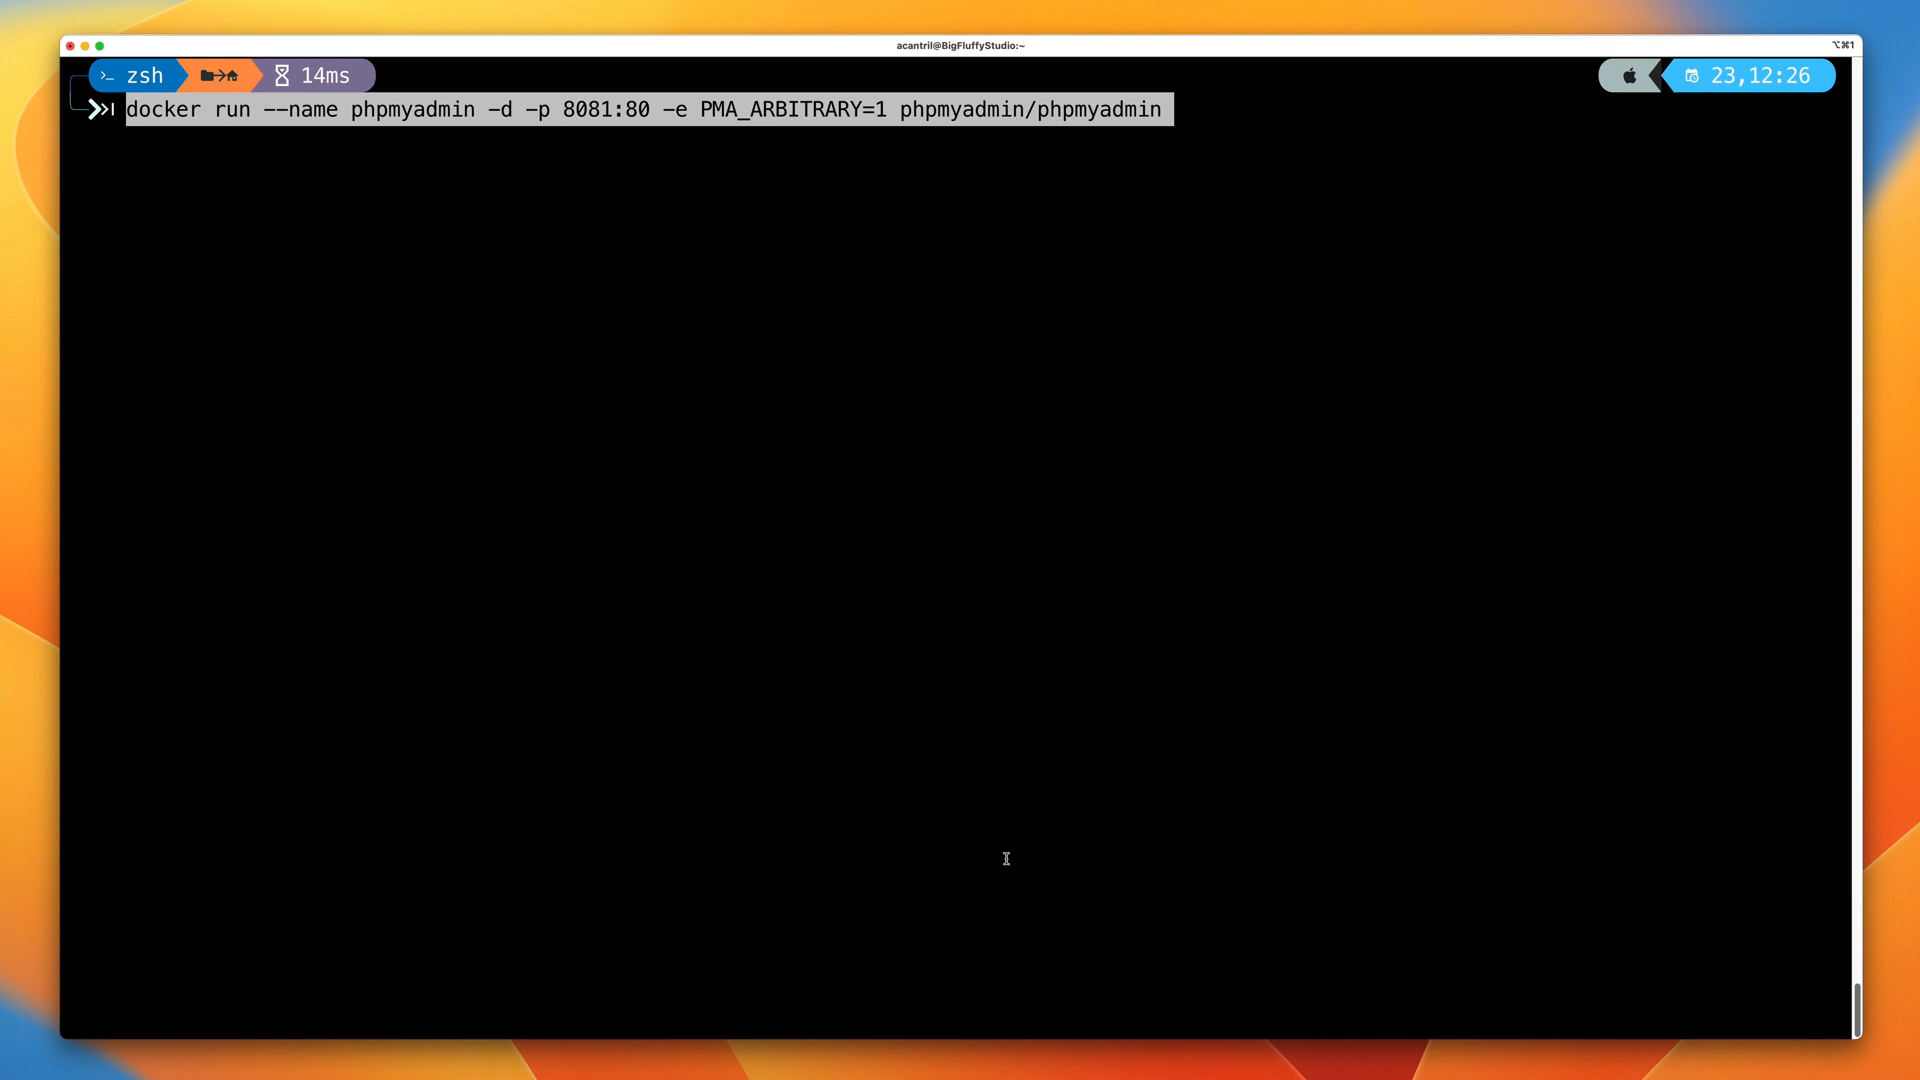 acantril@BigFluffyStudio:~
⌥⌘1
zsh 14ms 23,12:26
docker run --name phpmyadmin -d -p 8081:80 -e PMA_ARBITRARY=1 phpmyadmin/phpmyadmin